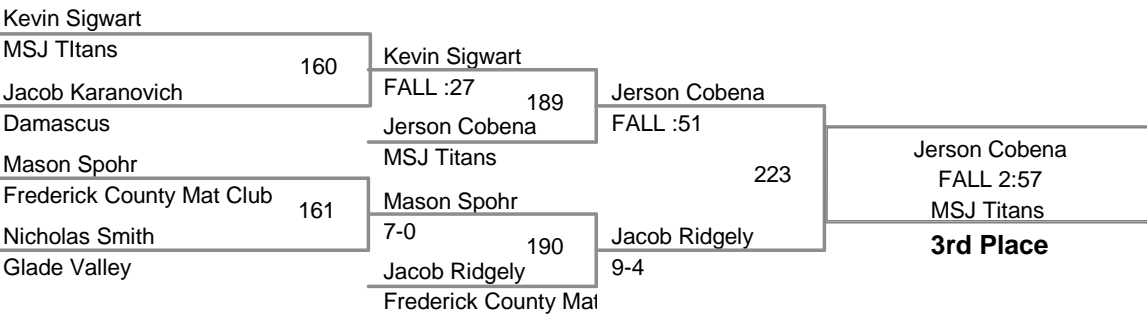 Kevin Sigwart
MSJ TItans
160
Jacob Karanovich
Damascus
Mason Spohr
Frederick County Mat Club
161
Nicholas Smith
Glade Valley
Kevin Sigwart
FALL :27
189
Jerson Cobena
MSJ Titans
Mason Spohr
7-0
190
Jacob Ridgely
Frederick County Mat
Jerson Cobena
FALL :51
223
Jacob Ridgely
9-4
Jerson Cobena
FALL 2:57
MSJ Titans
3rd Place